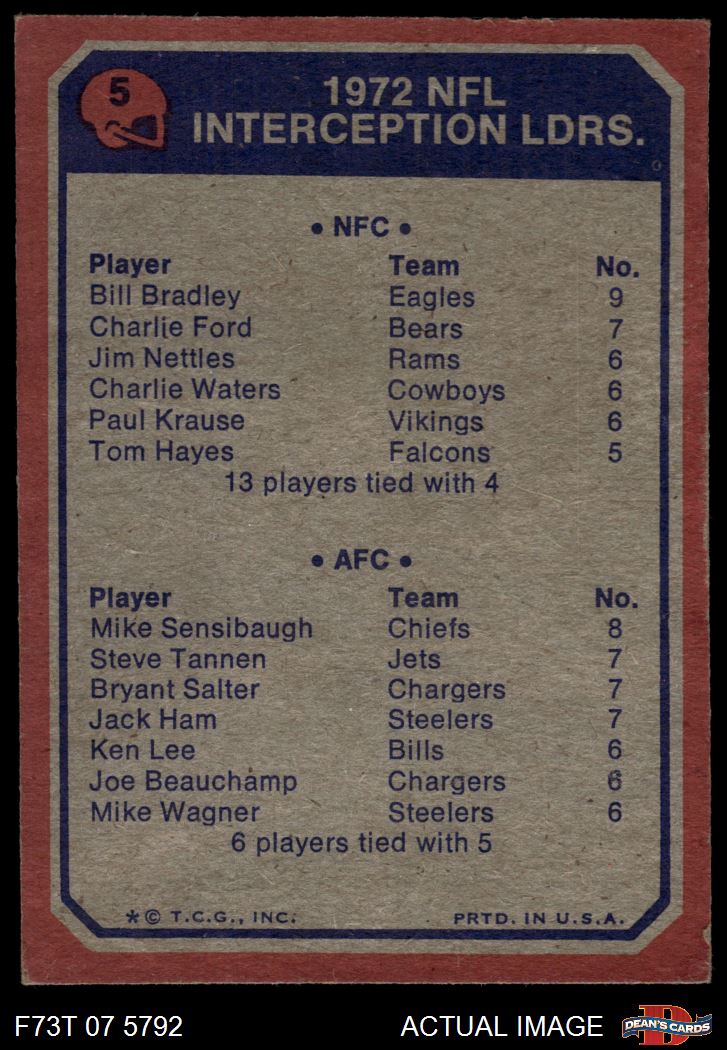 5
1972 NFL
INTERCEPTION LDRS.
• NFC •
Player Team No.
Bill Bradley Eagles 9
Charlie Ford Bears 7
Jim Nettles Rams 6
Charlie Waters Cowboys 6
Paul Krause Vikings 6
Tom Hayes Falcons 5
13 players tied with 4
• AFC •
Player Team No.
Mike Sensibaugh Chiefs 8
Steve Tannen Jets 7
Bryant Salter Chargers 7
Jack Ham Steelers 7
Ken Lee Bills 6
Joe Beauchamp Chargers 6
Mike Wagner Steelers 6
6 players tied with 5
*© T.C.G., INC. PRTD. IN U.S.A.
F73T 07 5792 ACTUAL IMAGE D DEAN'S CARDS